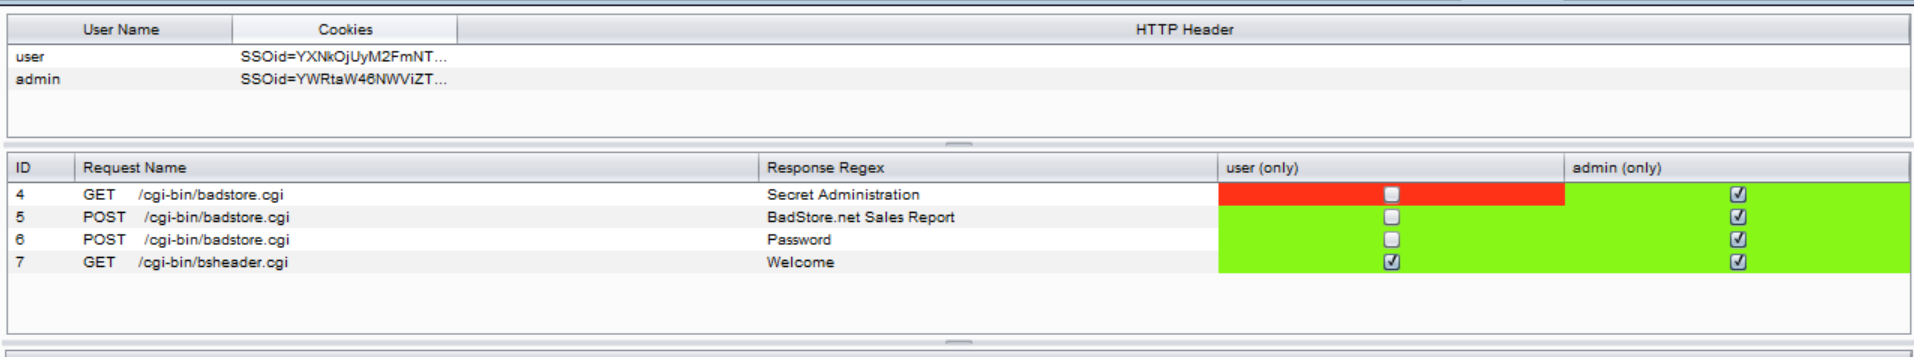 User Name Cookies HTTP Header
user SSOid=YXNkOjUyM2FmNT...
admin SSOid=YWRtaW46NWViZT...
ID Request Name Response Regex user (only) admin (only)
4 GET /cgi-bin/badstore.cgi Secret Administration
5 POST /cgi-bin/badstore.cgi BadStore.net Sales Report
6 POST /cgi-bin/badstore.cgi Password
7 GET /cgi-bin/bsheader.cgi Welcome